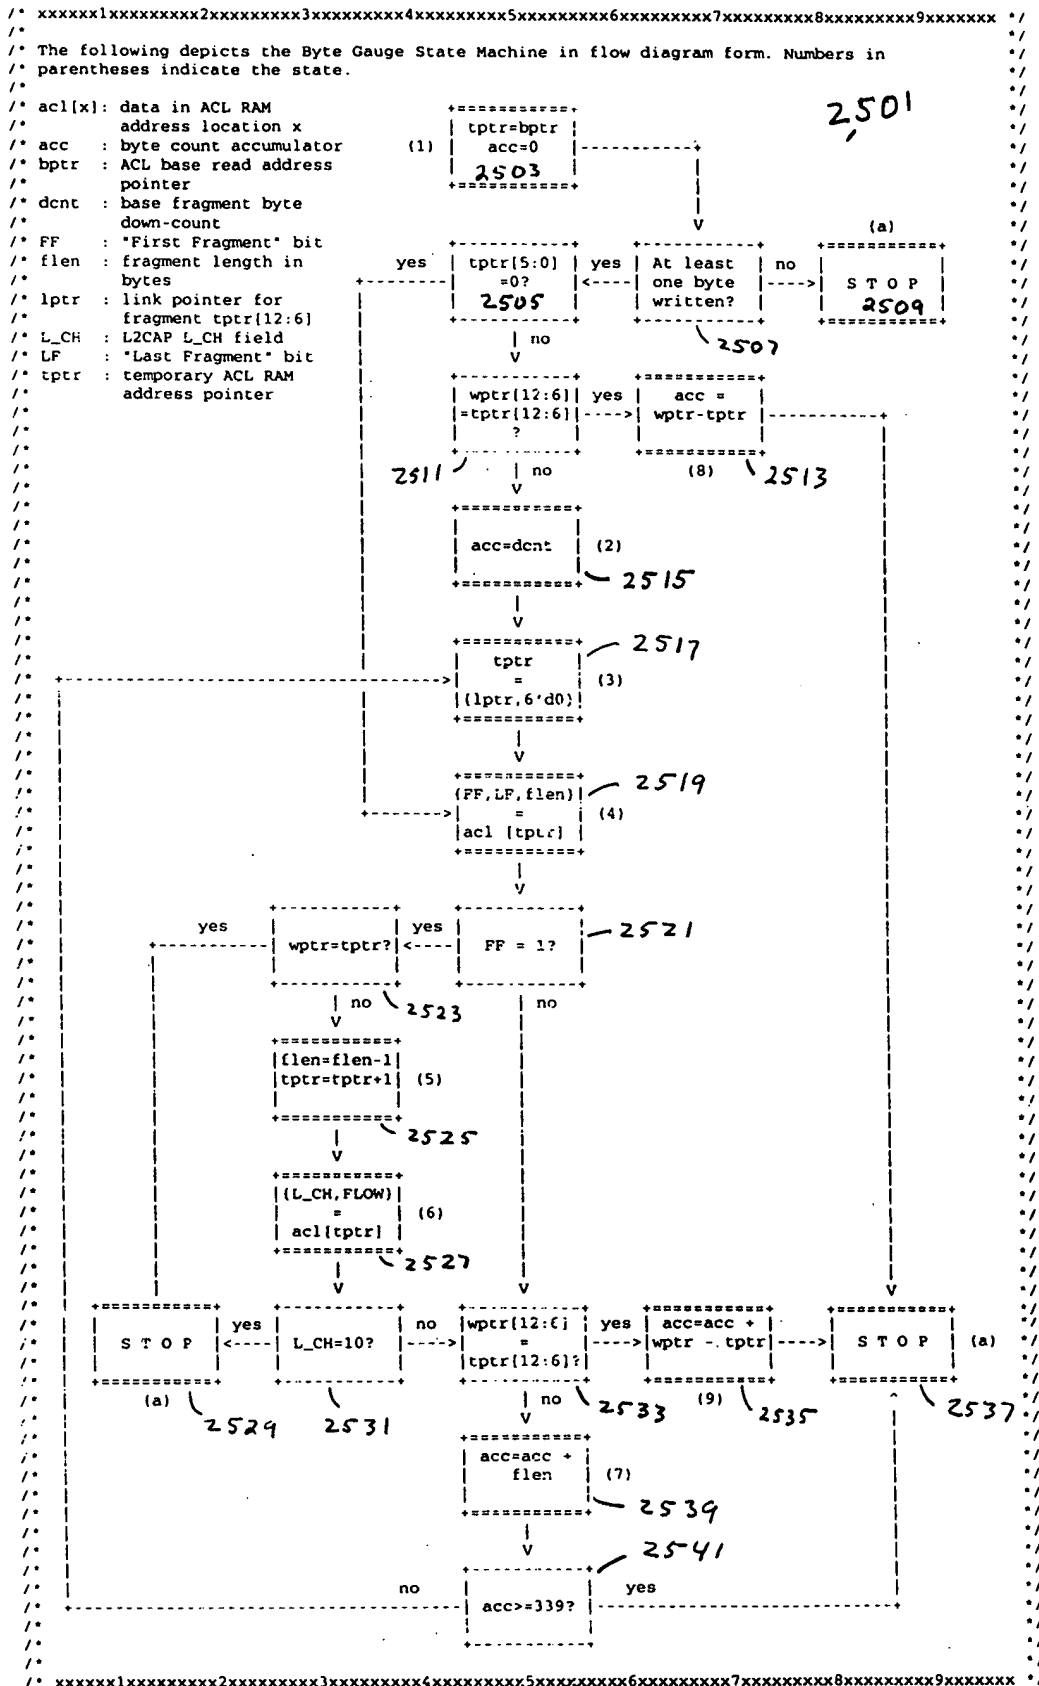 /* xxxxxx1xxxxxxxxx2xxxxxxxxx3xxxxxxxxx4xxxxxxxxx5xxxxxxxxx6xxxxxxxxx7xxxxxxxxx8xxxxxxxxx9xxxxxxx */
The following depicts the Byte Gauge State Machine in flow diagram form. Numbers in
parentheses indicate the state.
2501
acl[x]: data in ACL RAM
address location x
acc : byte count accumulator
bptr : ACL base read address
pointer
dcnt : base fragment byte
down-count
FF : "First Fragment" bit
flen : fragment length in
bytes
lptr : link pointer for
fragment tptr[12:6]
L_CH : L2CAP L_CH field
LF : "Last Fragment" bit
tptr : temporary ACL RAM
address pointer
(1)
tptr=bptr
acc=0
2503
(a)
yes
tptr[5:0]
=0?
2505
yes
At least
one byte
written?
no
S T O P
2509
no
2507
wptr[12:6]
=tptr[12:6]
?
yes
acc =
wptr-tptr
2511
no
(8)
2513
acc=dcnt
(2)
2515
2517
tptr
=
(lptr,6'd0)
(3)
2519
(FF,LF,flen)
=
acl [tptr]
(4)
yes
wptr=tptr?
yes
FF = 1?
2521
no
2523
no
flen=flen-1
tptr=tptr+1
(5)
2525
(L_CH,FLOW)
=
acl[tptr]
(6)
2527
S T O P
yes
L_CH=10?
no
wptr[12:6]
=
tptr[12:6]?
yes
acc=acc +
wptr - tptr
S T O P
(a)
(a)
2529
2531
no
2533
(9)
2535
2537
acc=acc +
flen
(7)
2539
2541
no
acc>=339?
yes
/* xxxxxx1xxxxxxxxx2xxxxxxxxx3xxxxxxxxx4xxxxxxxxx5xxxxxxxxx6xxxxxxxxx7xxxxxxxxx8xxxxxxxxx9xxxxxxx */